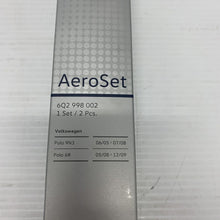 AeroSet
6Q2 998 002
1 Set / 2 Pcs.
Volkswagen
Polo 9N3 06/05 - 07/08
Polo 6R 05/08 - 12/09